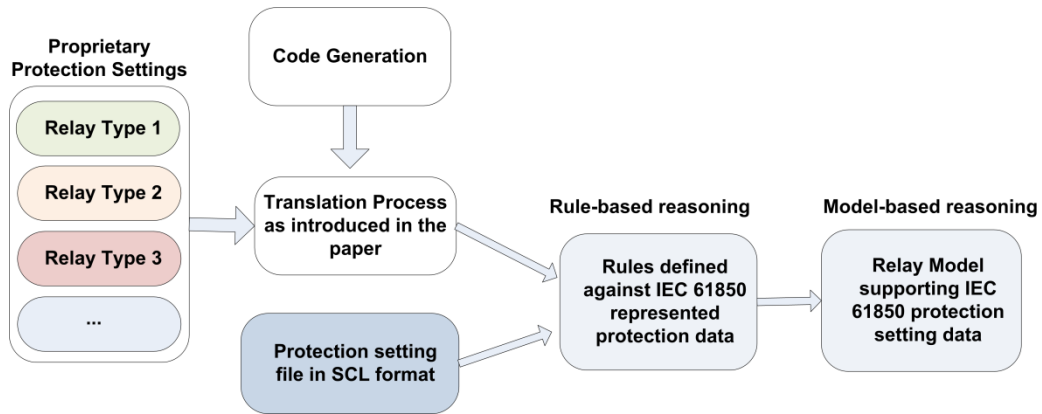 Proprietary
Protection Settings
Relay Type 1
Relay Type 2
Relay Type 3
...
Code Generation
Translation Process
as introduced in the
paper
Protection setting
file in SCL format
Rule-based reasoning
Rules defined
against IEC 61850
represented
protection data
Model-based reasoning
Relay Model
supporting IEC
61850 protection
setting data